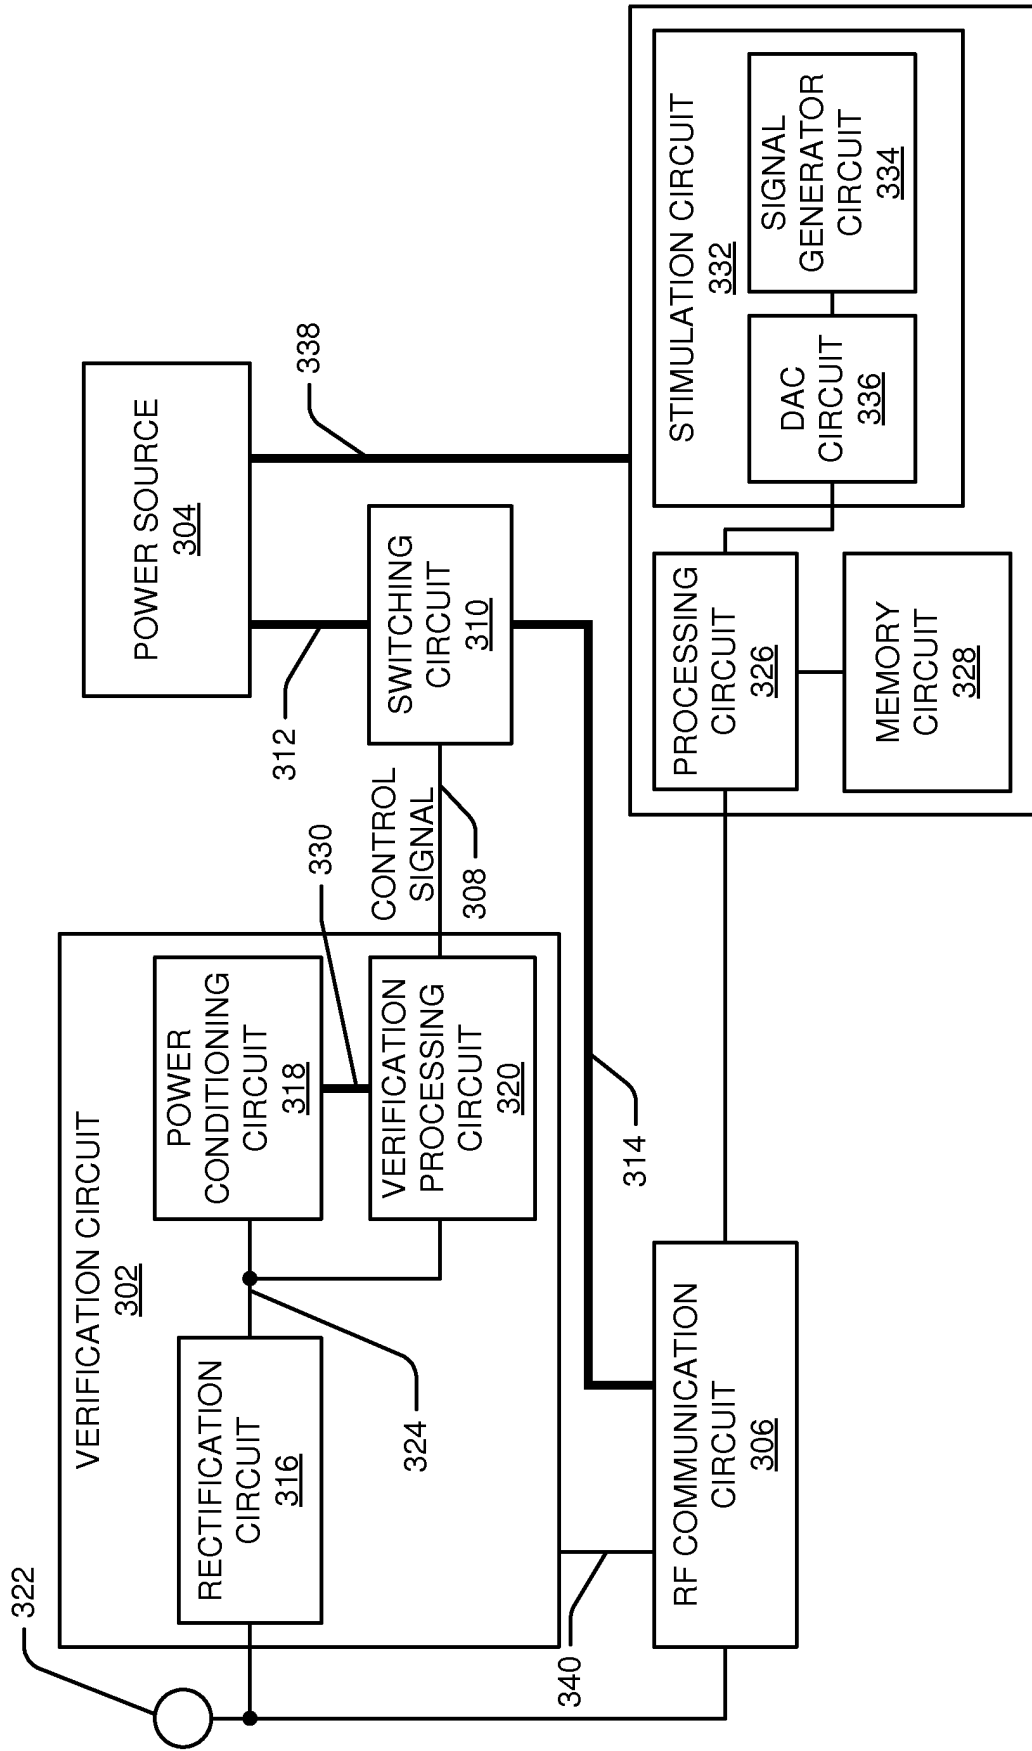 322
VERIFICATION CIRCUIT
302
RECTIFICATION
CIRCUIT
316
324
POWER
CONDITIONING
CIRCUIT
318
330
VERIFICATION
PROCESSING
CIRCUIT
320
CONTROL
SIGNAL
308
POWER SOURCE
304
312
338
SWITCHING
CIRCUIT
310
314
340
RF COMMUNICATION
CIRCUIT
306
PROCESSING
CIRCUIT
326
MEMORY
CIRCUIT
328
STIMULATION CIRCUIT
332
DAC
CIRCUIT
336
SIGNAL
GENERATOR
CIRCUIT
334